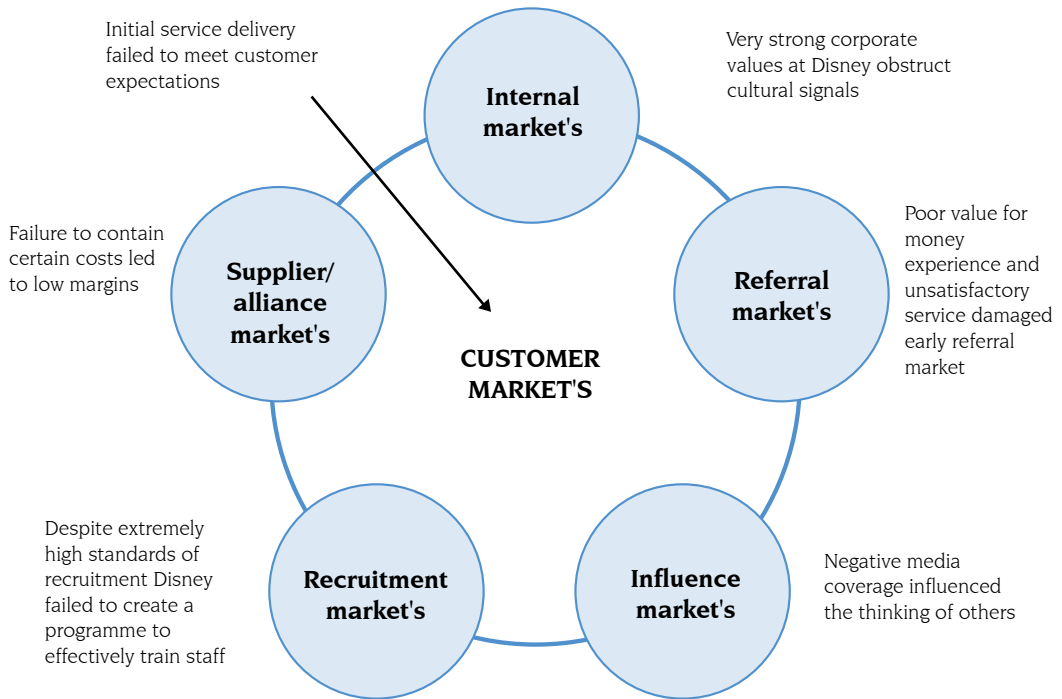 Initial service delivery
failed to meet customer
expectations
Internal
market's
Very strong corporate
values at Disney obstruct
cultural signals
Failure to contain
certain costs led
to low margins
Supplier/
alliance
market's
Referral
market's
Poor value for
money
experience and
unsatisfactory
service damaged
early referral
market
CUSTOMER
MARKET'S
Despite extremely
high standards of
recruitment Disney
failed to create a
programme to
effectively train staff
Recruitment
market's
Influence
market's
Negative media
coverage influenced
the thinking of others